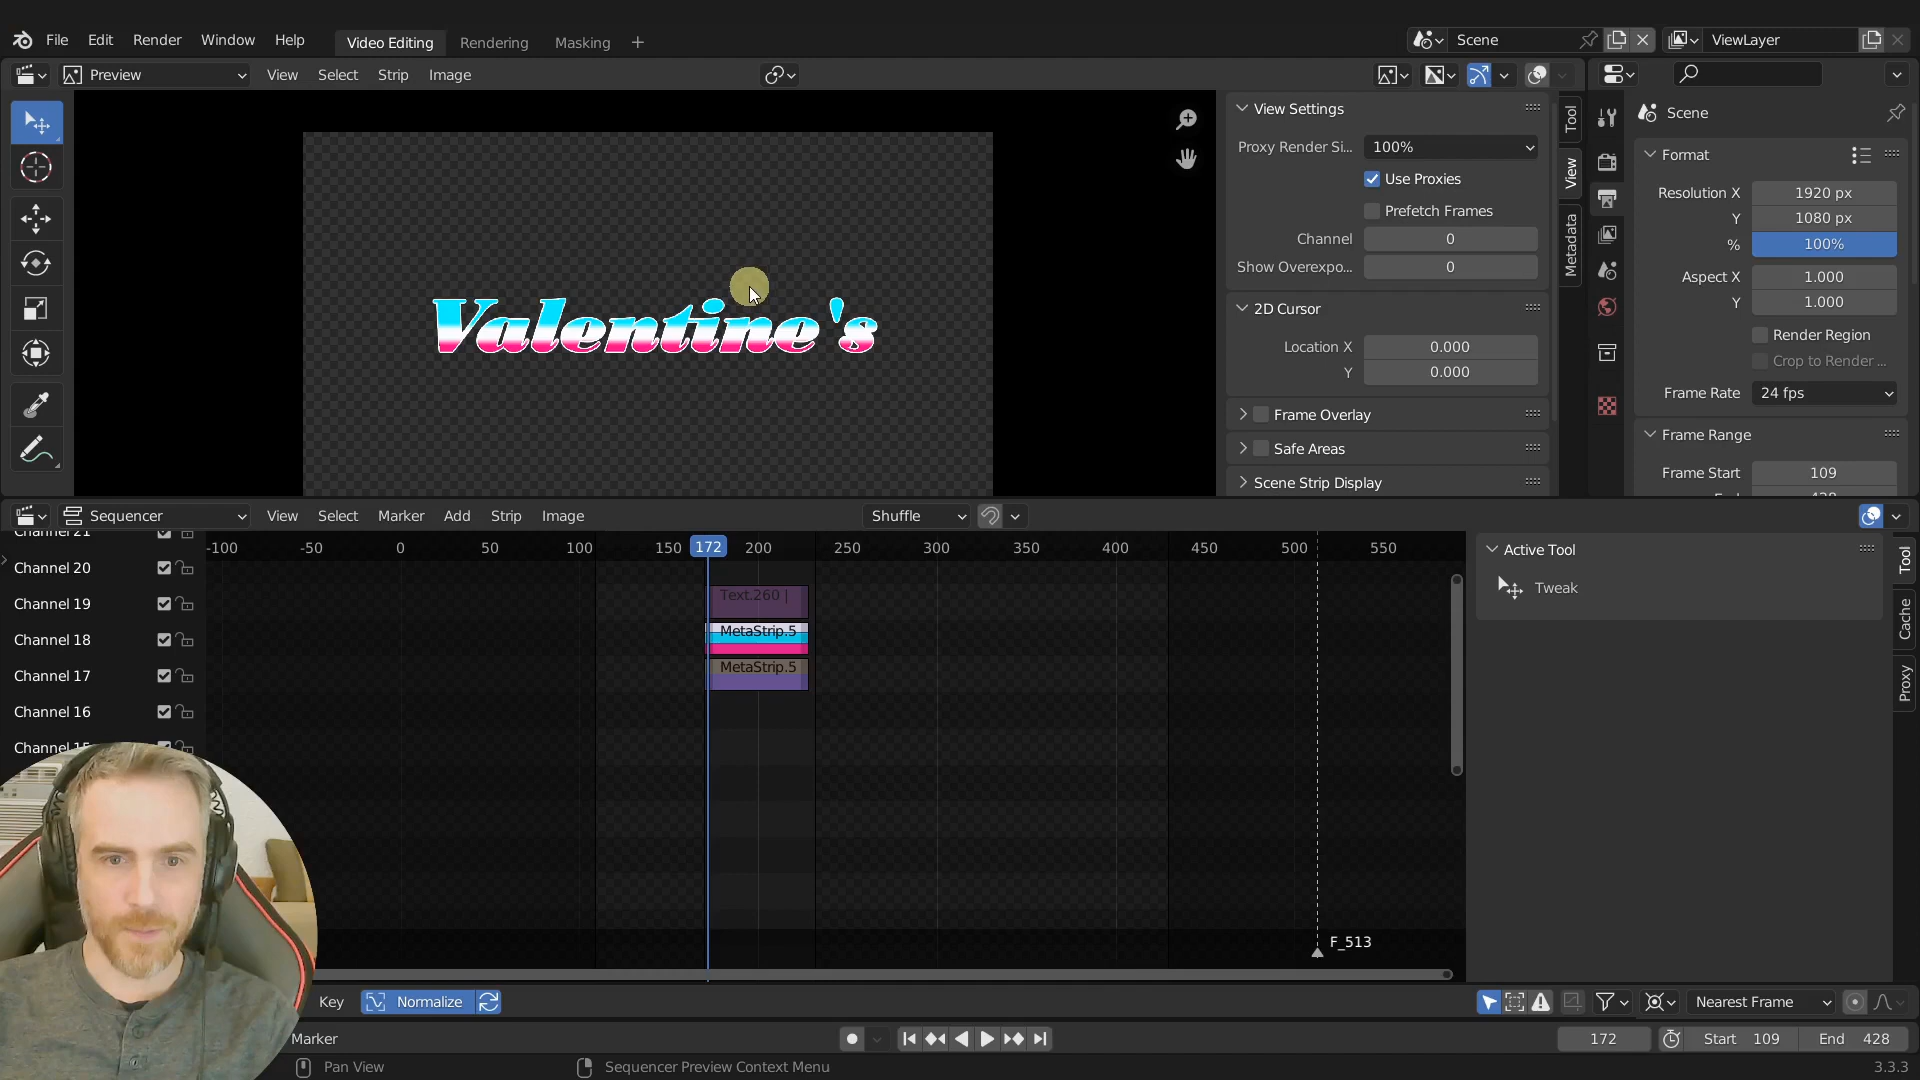 File Edit Render Window Help Video Editing Rendering Masking + Scene ViewLayer
Preview View Select Strip Image
View Settings
Proxy Render Si... 100%
Use Proxies
Prefetch Frames
Channel 0
Show Overexpo... 0
2D Cursor
Location X 0.000
Y 0.000
Frame Overlay
Safe Areas
Scene Strip Display
Tool
View
Metadata
Scene
Format
Resolution X 1920 px
Y 1080 px
% 100%
Aspect X 1.000
Y 1.000
Render Region
Crop to Render ...
Frame Rate 24 fps
Frame Range
Frame Start 109
Valentine's
Sequencer View Select Marker Add Strip Image Shuffle
-100 -50 0 50 100 150 172 200 250 300 350 400 450 500 550
Channel 21
Channel 20
Channel 19
Channel 18
Channel 17
Channel 16
Text.260 |
MetaStrip.5
MetaStrip.5
F_513
Active Tool
Tweak
Tool
Cache
Proxy
Key Normalize Nearest Frame
Marker 172 Start 109 End 428
Pan View Sequencer Preview Context Menu 3.3.3